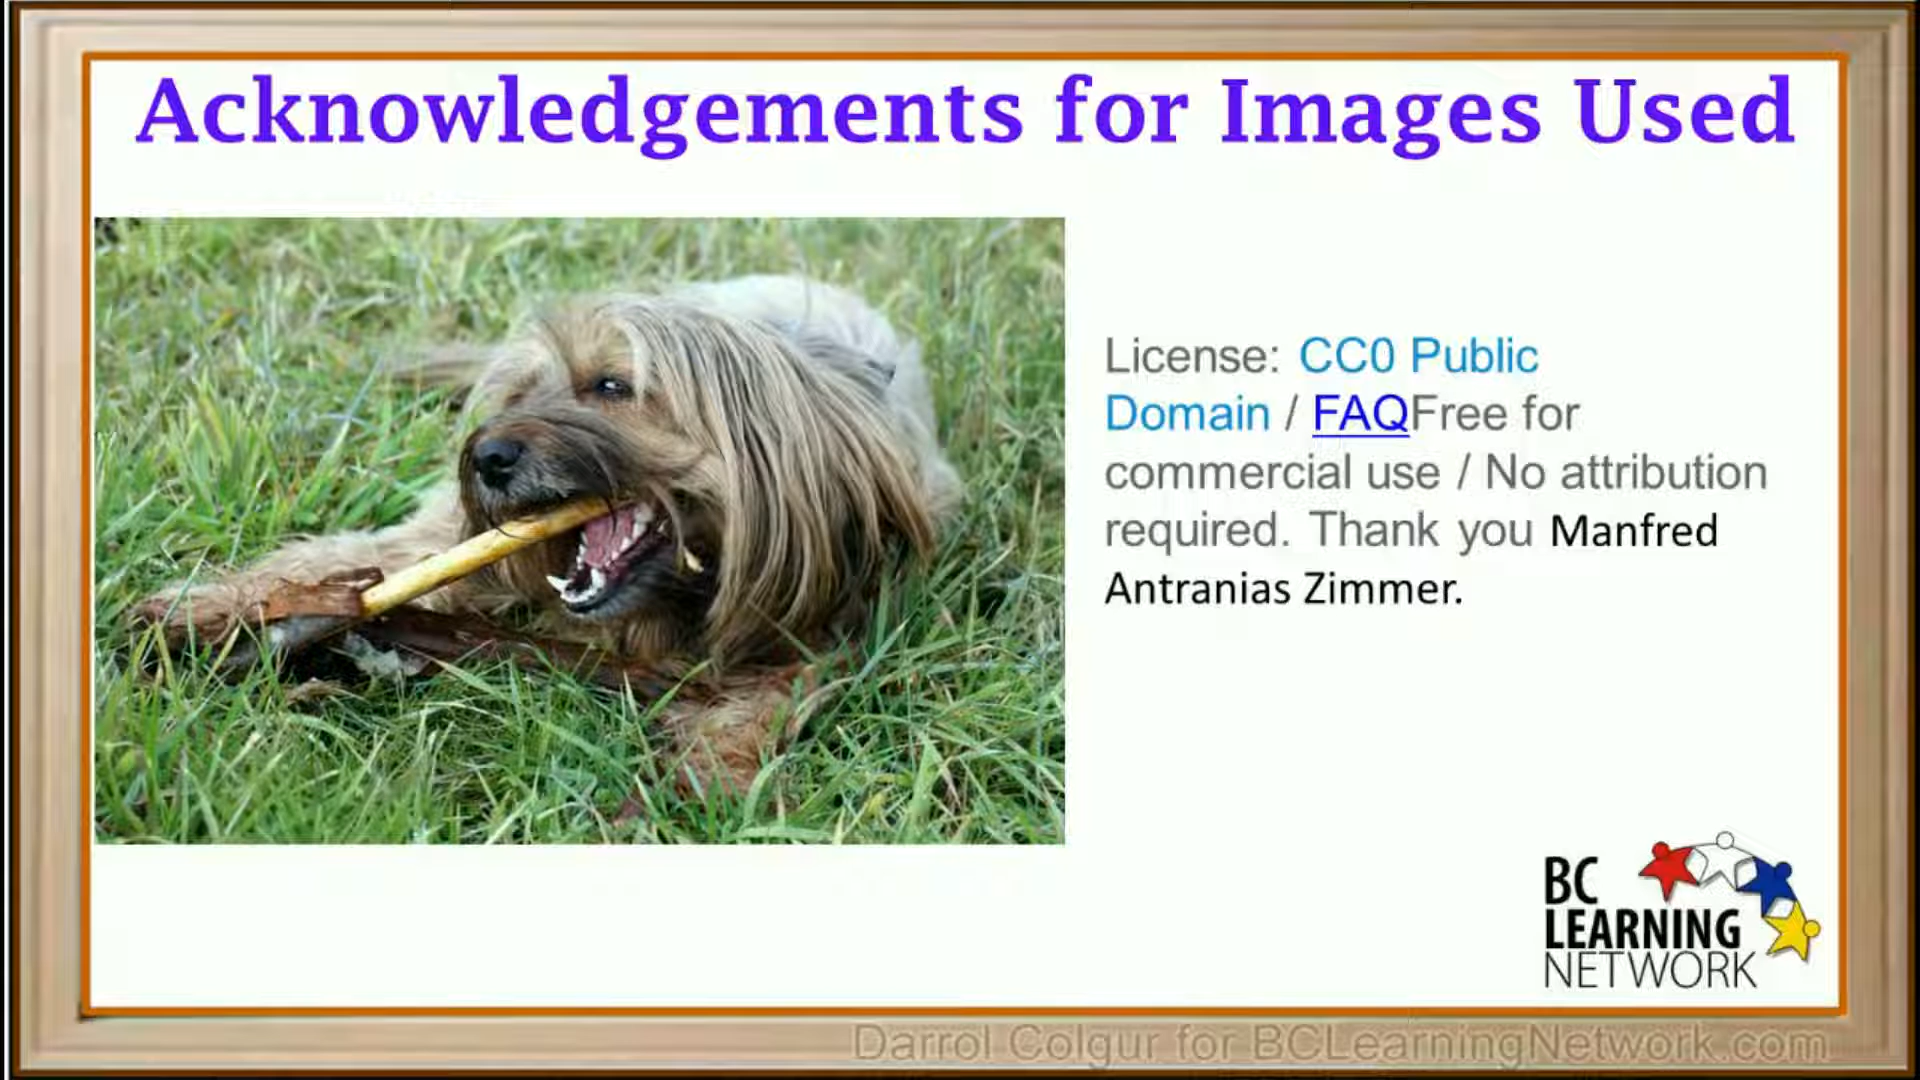 Acknowledgements for Images Used
License: CC0 Public
Domain / FAQFree for
commercial use / No attribution
required. Thank you Manfred
Antranias Zimmer.
BC
LEARNING
NETWORK
Darrol Colgur for BCLearningNetwork.com